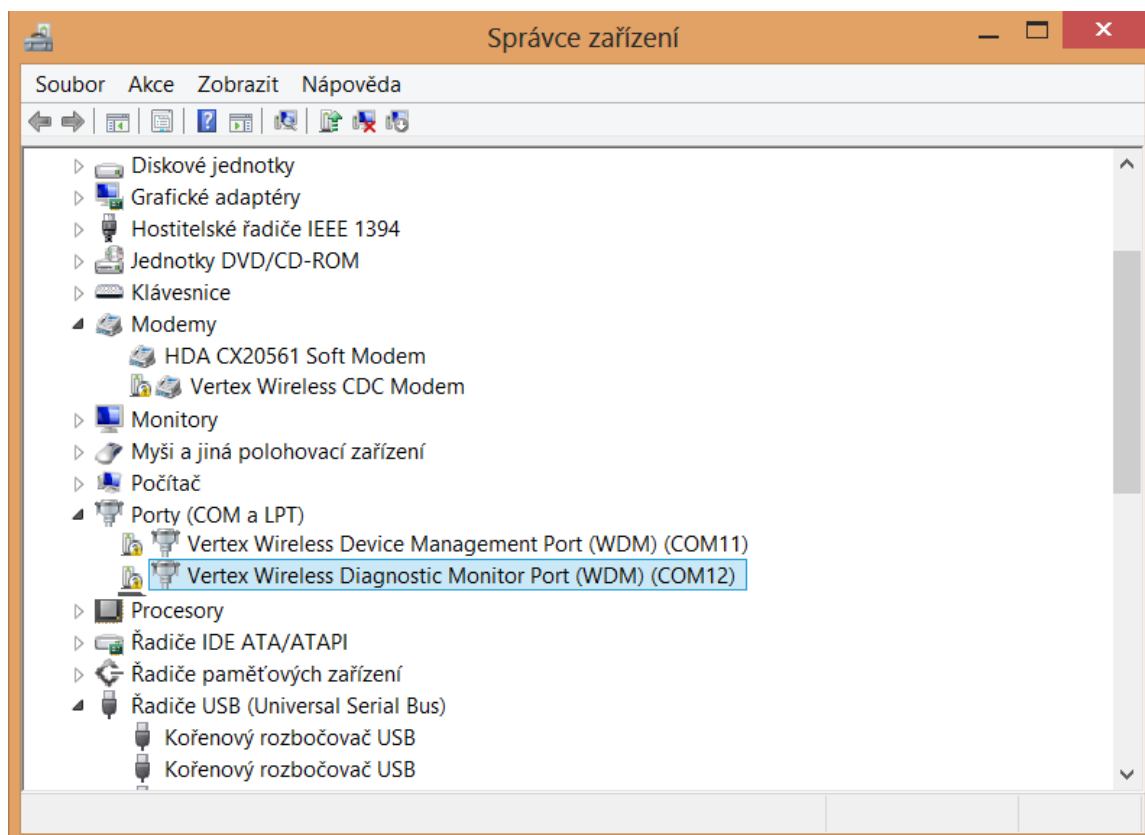 Správce zařízení
Soubor Akce Zobrazit Nápověda
Diskové jednotky
Grafické adaptéry
Hostitelské řadiče IEEE 1394
Jednotky DVD/CD-ROM
Klávesnice
Modemy
HDA CX20561 Soft Modem
Vertex Wireless CDC Modem
Monitory
Myši a jiná polohovací zařízení
Počítač
Porty (COM a LPT)
Vertex Wireless Device Management Port (WDM) (COM11)
Vertex Wireless Diagnostic Monitor Port (WDM) (COM12)
Procesory
Řadiče IDE ATA/ATAPI
Řadiče paměťových zařízení
Řadiče USB (Universal Serial Bus)
Kořenový rozbočovač USB
Kořenový rozbočovač USB